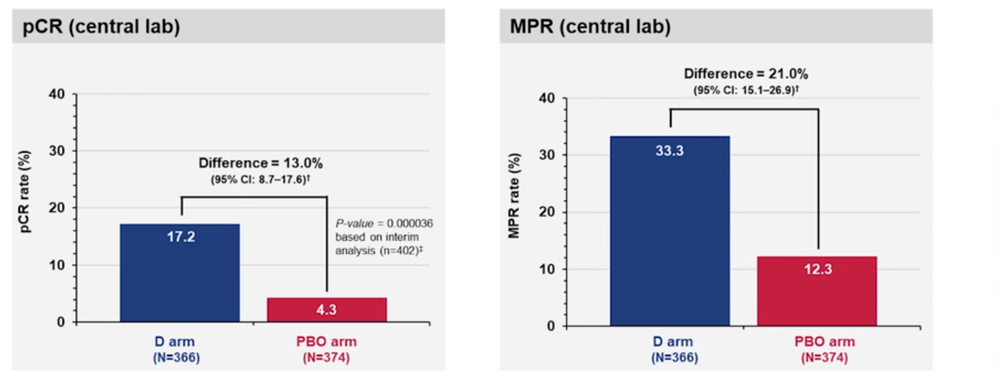 pCR (central lab)
40
30
20
10
0
pCR rate (%)
Difference = 13.0%
(95% CI: 8.7–17.6)†
P-value = 0.000036
based on interim
analysis (n=402)‡
17.2
4.3
D arm
(N=366)
PBO arm
(N=374)
MPR (central lab)
Difference = 21.0%
(95% CI: 15.1–26.9)†
40
30
20
10
0
MPR rate (%)
33.3
12.3
D arm
(N=366)
PBO arm
(N=374)